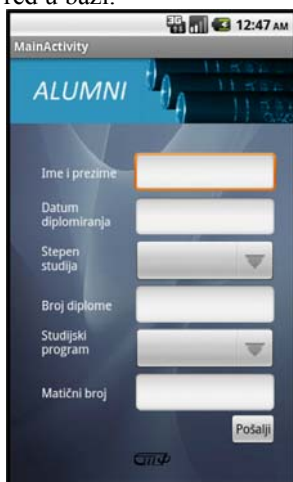 red u bazi.
3G
12:47 AM
MainActivity
ALUMNI
Ime i prezime
Datum
diplomiranja
Stepen
studija
Broj diplome
Studijski
program
Matični broj
Pošalji